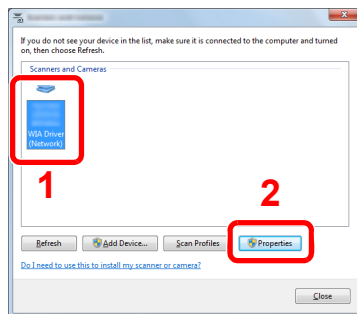 If you do not see your device in the list, make sure it is connected to the computer and turned
on, then choose Refresh.
Scanners and Cameras
WIA Driver
(Network)
1
2
Refresh
Add Device...
Scan Profiles
Properties
Do I need to use this to install my scanner or camera?
Close